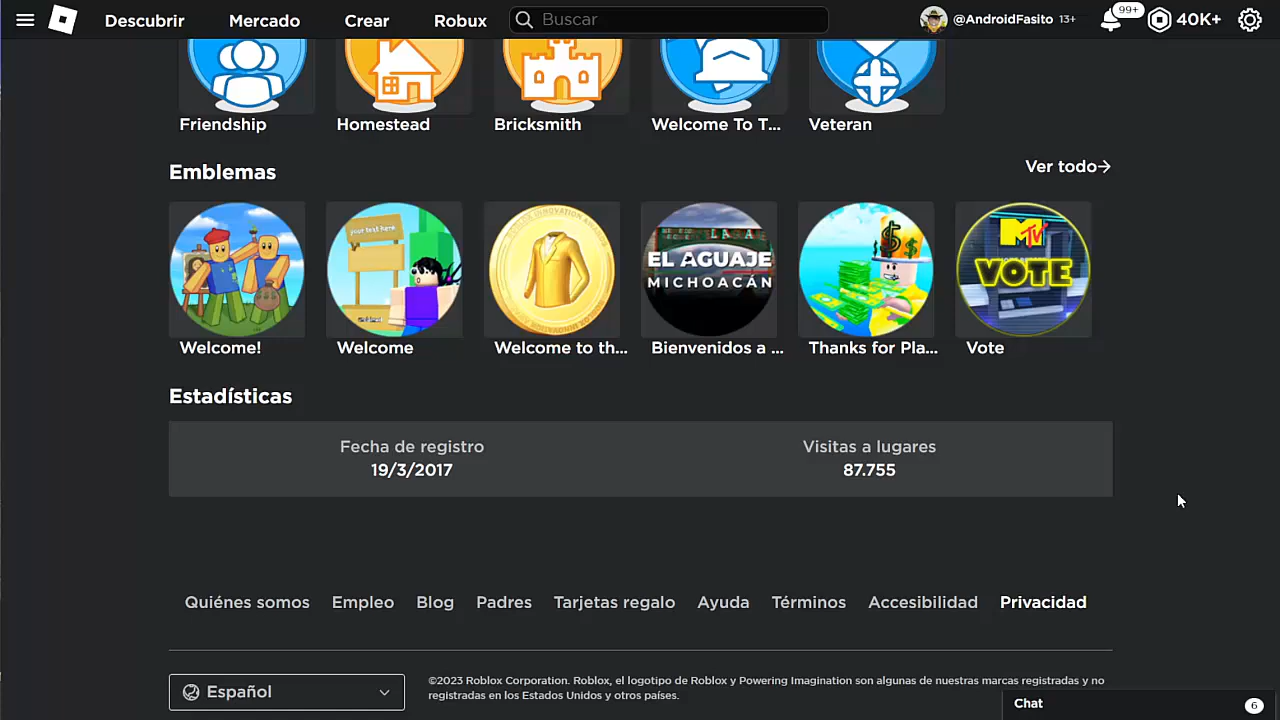 Descubrir Mercado Crear Robux Buscar @AndroidFasito 13+ 99+ 40K+
Friendship Homestead Bricksmith Welcome To T... Veteran
Emblemas Ver todo→
your text here
MTV
VOTE
EL AGUAJE
MICHOACÁN
Welcome! Welcome Welcome to th... Bienvenidos a ... Thanks for Pla... Vote
Estadísticas
Fecha de registro Visitas a lugares
19/3/2017 87.755
Quiénes somos Empleo Blog Padres Tarjetas regalo Ayuda Términos Accesibilidad Privacidad
Español
©2023 Roblox Corporation. Roblox, el logotipo de Roblox y Powering Imagination son algunas de nuestras marcas registradas y no
registradas en los Estados Unidos y otros países.
Chat 6